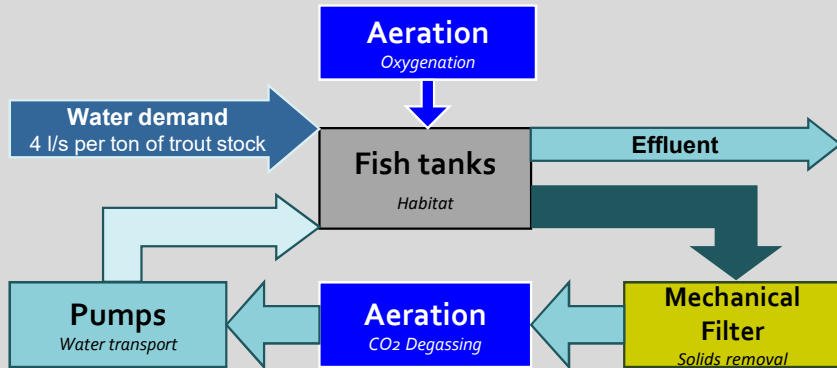 Aeration
Oxygenation
Water demand
4 l/s per ton of trout stock
Fish tanks
Habitat
Effluent
Pumps
Water transport
Aeration
CO2 Degassing
Mechanical
Filter
Solids removal